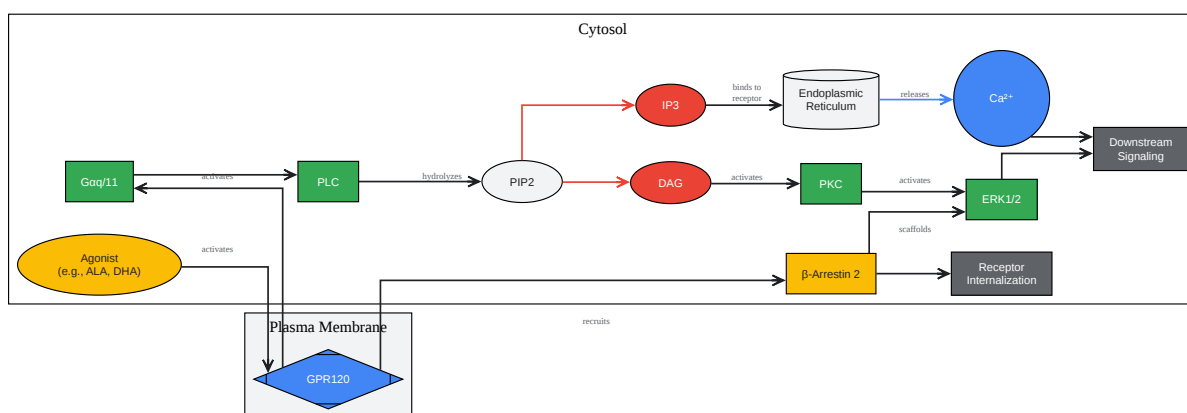 Cytosol
IP3
binds to
receptor
Endoplasmic
Reticulum
releases
Ca²⁺
Downstream
Signaling
Gαq/11
activates
PLC
hydrolyzes
PIP2
DAG
activates
PKC
activates
ERK1/2
scaffolds
Agonist
(e.g., ALA, DHA)
activates
β-Arrestin 2
Receptor
Internalization
recruits
Plasma Membrane
GPR120